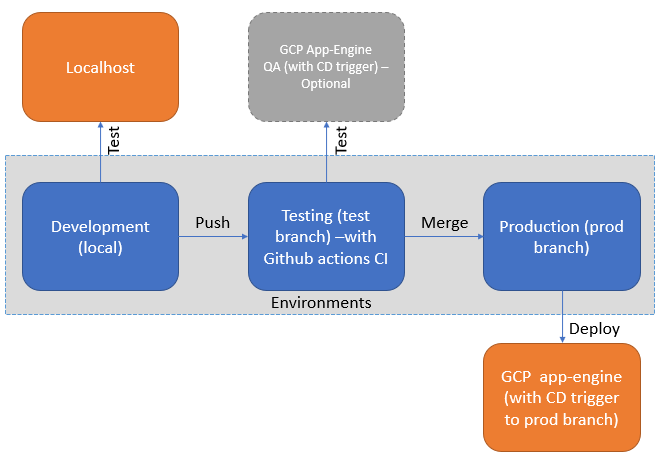 Localhost
GCP App-Engine
QA (with CD trigger) –
Optional
Test
Test
Development
(local)
Push
Testing (test
branch) –with
Github actions CI
Merge
Production (prod
branch)
Environments
Deploy
GCP app-engine
(with CD trigger
to prod branch)